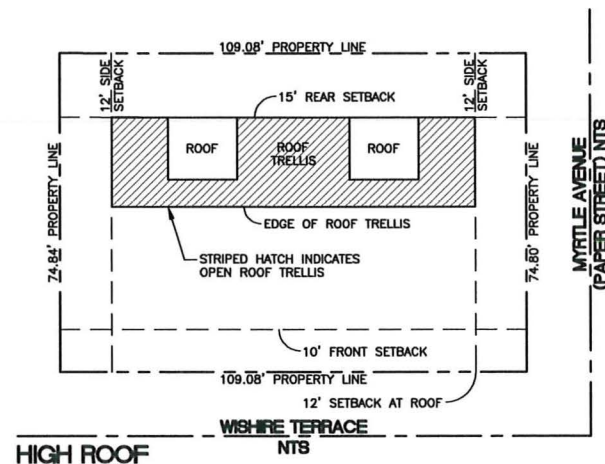 109.08' PROPERTY LINE
12' SIDE
SETBACK
12' SIDE
SETBACK
15' REAR SETBACK
ROOF
ROOF
TRELLIS
ROOF
74.84' PROPERTY LINE
74.80' PROPERTY LINE
MYRTLE AVENUE
(PAPER STREET) NTS
EDGE OF ROOF TRELLIS
STRIPED HATCH INDICATES
OPEN ROOF TRELLIS
10' FRONT SETBACK
109.08' PROPERTY LINE
12' SETBACK AT ROOF
WISHIRE TERRACE
NTS
HIGH ROOF